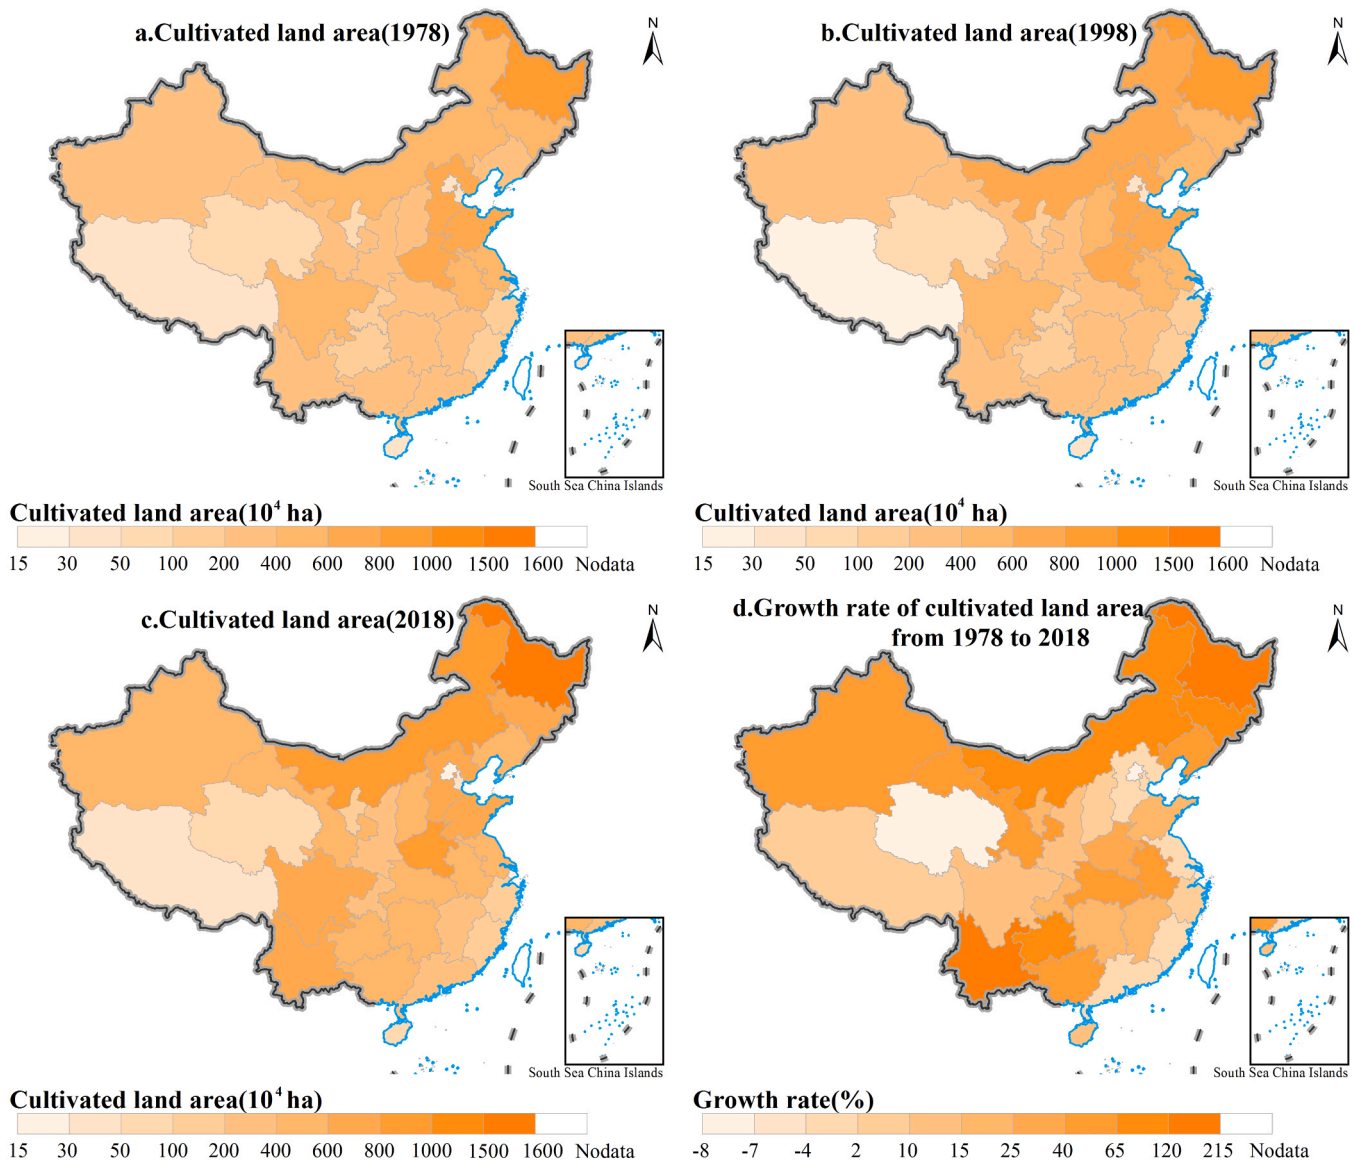 a.Cultivated land area(1978)
N
South Sea China Islands
Cultivated land area(10⁴ ha)
15 30 50 100 200 400 600 800 1000 1500 1600 Nodata
b.Cultivated land area(1998)
N
South Sea China Islands
Cultivated land area(10⁴ ha)
15 30 50 100 200 400 600 800 1000 1500 1600 Nodata
c.Cultivated land area(2018)
N
South Sea China Islands
Cultivated land area(10⁴ ha)
15 30 50 100 200 400 600 800 1000 1500 1600 Nodata
d.Growth rate of cultivated land area
from 1978 to 2018
N
South Sea China Islands
Growth rate(%)
-8 -7 -4 2 10 15 25 40 65 120 215 Nodata